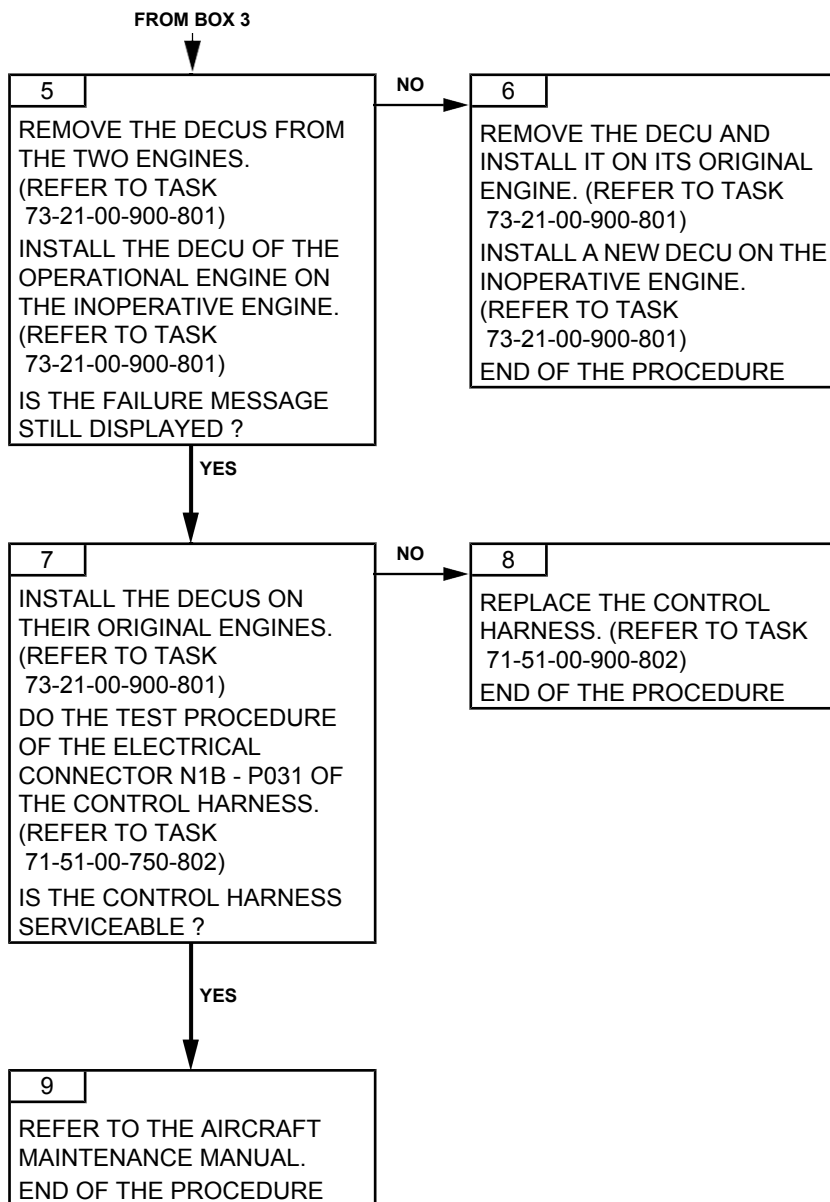 FROM BOX 3
5
REMOVE THE DECUS FROM
THE TWO ENGINES.
(REFER TO TASK
73-21-00-900-801)
INSTALL THE DECU OF THE
OPERATIONAL ENGINE ON
THE INOPERATIVE ENGINE.
(REFER TO TASK
73-21-00-900-801)
IS THE FAILURE MESSAGE
STILL DISPLAYED ?
NO
6
REMOVE THE DECU AND
INSTALL IT ON ITS ORIGINAL
ENGINE. (REFER TO TASK
73-21-00-900-801)
INSTALL A NEW DECU ON THE
INOPERATIVE ENGINE.
(REFER TO TASK
73-21-00-900-801)
END OF THE PROCEDURE
YES
7
INSTALL THE DECUS ON
THEIR ORIGINAL ENGINES.
(REFER TO TASK
73-21-00-900-801)
DO THE TEST PROCEDURE
OF THE ELECTRICAL
CONNECTOR N1B - P031 OF
THE CONTROL HARNESS.
(REFER TO TASK
71-51-00-750-802)
IS THE CONTROL HARNESS
SERVICEABLE ?
NO
8
REPLACE THE CONTROL
HARNESS. (REFER TO TASK
71-51-00-900-802)
END OF THE PROCEDURE
YES
9
REFER TO THE AIRCRAFT
MAINTENANCE MANUAL.
END OF THE PROCEDURE